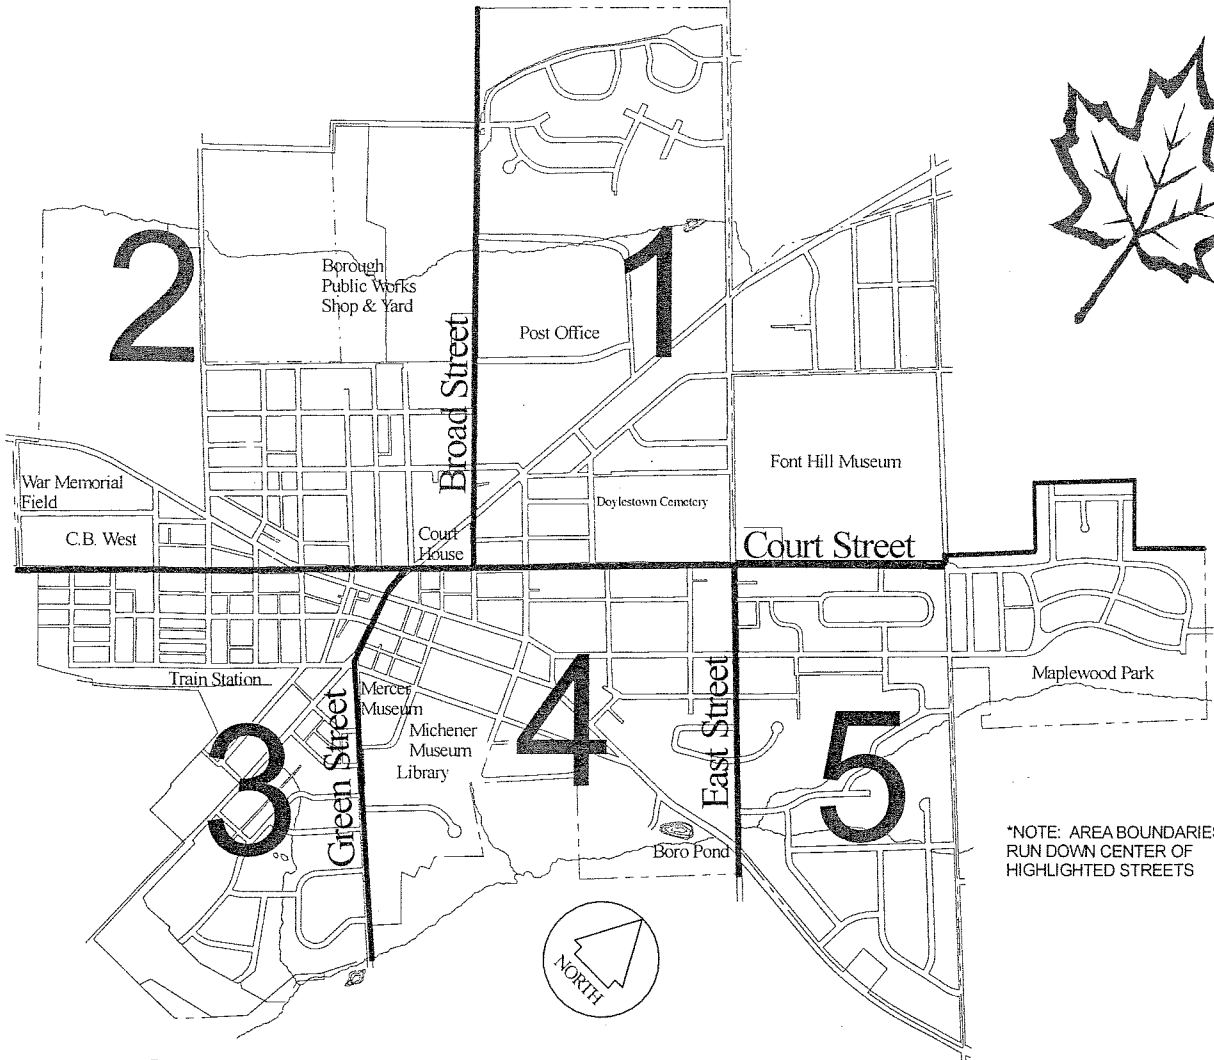 2
1
Borough
Public Works
Shop & Yard
Broad Street
Post Office
War Memorial
Field
C.B. West
Court
House
Doylestown Cemetery
Font Hill Museum
Court Street
Train Station
Mercer
Museum
Michener
Museum
Library
3
Green Street
4
East Street
5
Maplewood Park
Boro Pond
*NOTE: AREA BOUNDARIES
RUN DOWN CENTER OF
HIGHLIGHTED STREETS
NORTH